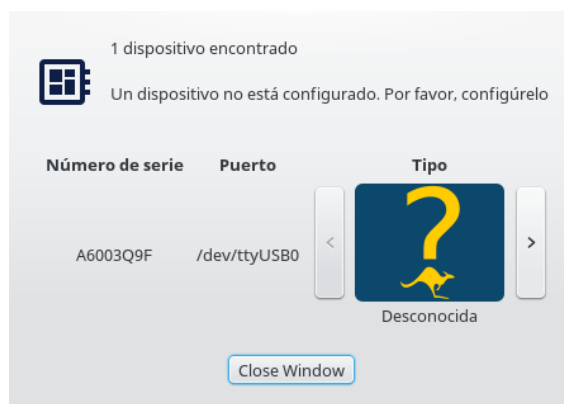 1 dispositivo encontrado
Un dispositivo no está configurado. Por favor, configúrelo
Número de serie Puerto Tipo
A6003Q9F /dev/ttyUSB0 < ? >
Desconocida
Close Window